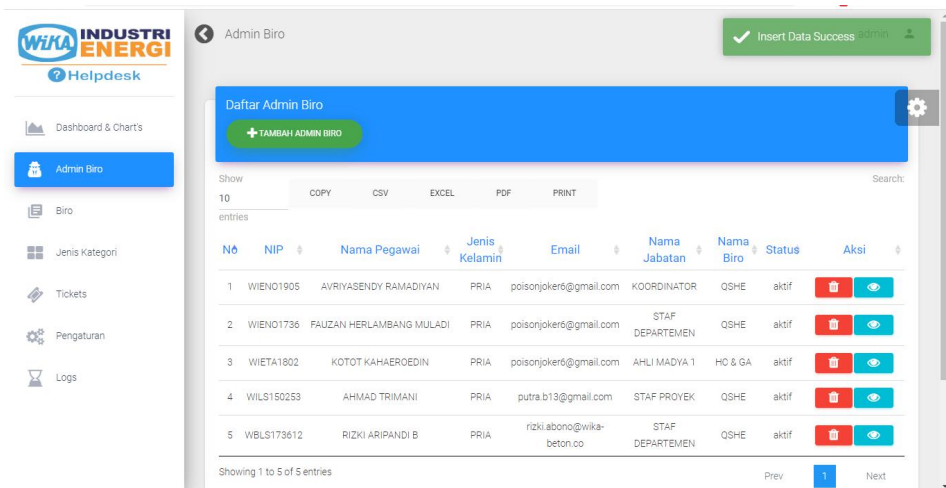 WiKA INDUSTRI ENERGI
? Helpdesk
Admin Biro
Insert Data Success
admin
Dashboard & Chart's
Admin Biro
Biro
Jenis Kategori
Tickets
Pengaturan
Logs
Daftar Admin Biro
TAMBAH ADMIN BIRO
Show
10
entries
COPY CSV EXCEL PDF PRINT
Search:
No NIP Nama Pegawai Jenis Kelamin Email Nama Jabatan Nama Biro Status Aksi
1 WIENO1905 AVRIYASENDY RAMADIYAN PRIA poisonjoker6@gmail.com KOORDINATOR QSHE aktif
2 WIENO1736 FAUZAN HERLAMBANG MULADI PRIA poisonjoker6@gmail.com STAF DEPARTEMEN QSHE aktif
3 WIETA1802 KOTOT KAHAEROEDIN PRIA poisonjoker6@gmail.com AHLI MADYA 1 HC & GA aktif
4 WILS150253 AHMAD TRIMANI PRIA putra.b13@gmail.com STAF PROYEK QSHE aktif
5 WBLS173612 RIZKI ARIPANDI B PRIA rizki.abono@wika-beton.co STAF DEPARTEMEN QSHE aktif
Showing 1 to 5 of 5 entries
Prev 1 Next